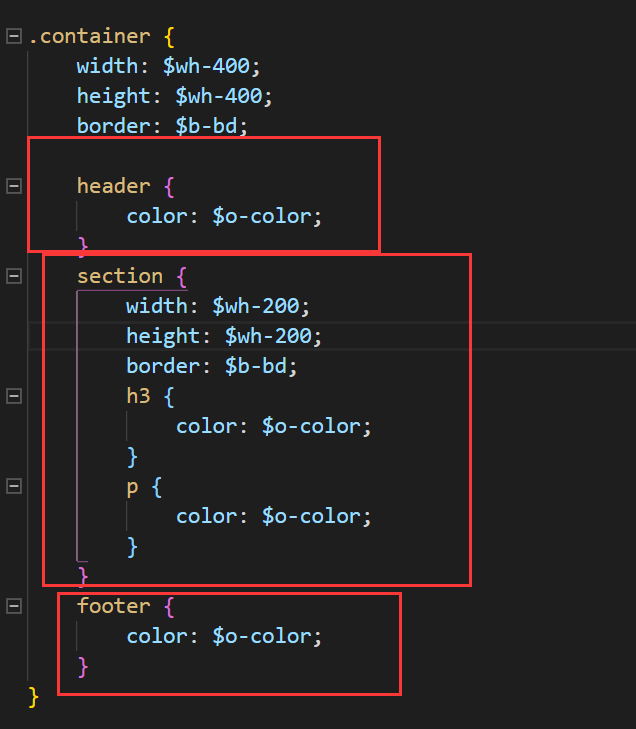 .container {
width: $wh-400;
height: $wh-400;
border: $b-bd;
header {
color: $o-color;
}
section {
width: $wh-200;
height: $wh-200;
border: $b-bd;
h3 {
color: $o-color;
}
p {
color: $o-color;
}
}
footer {
color: $o-color;
}
}